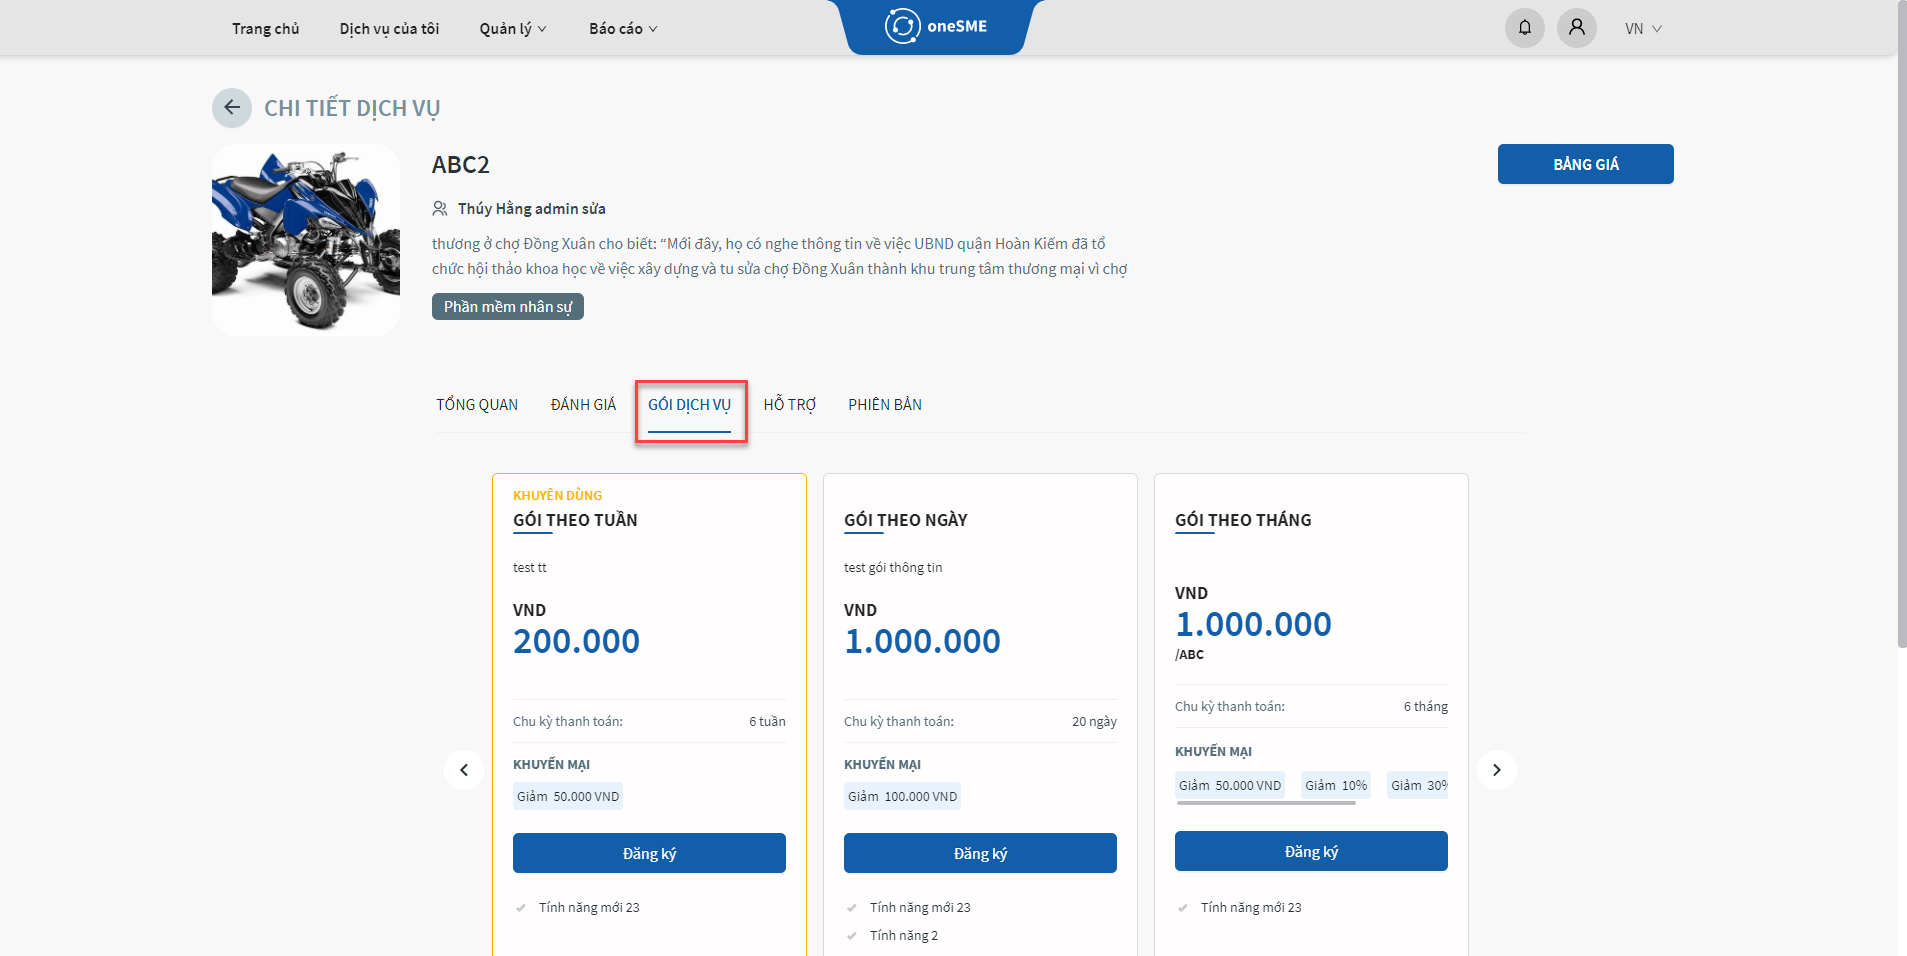 Trang chủ
Dịch vụ của tôi
Quản lý
Báo cáo
oneSME
VN
CHI TIẾT DỊCH VỤ
ABC2
BẢNG GIÁ
Thúy Hằng admin sửa
thương ở chợ Đồng Xuân cho biết: “Mới đây, họ có nghe thông tin về việc UBND quận Hoàn Kiếm đã tổ
chức hội thảo khoa học về việc xây dựng và tu sửa chợ Đồng Xuân thành khu trung tâm thương mại vì chợ
Phần mềm nhân sự
TỔNG QUAN
ĐÁNH GIÁ
GÓI DỊCH VỤ
HỖ TRỢ
PHIÊN BẢN
KHUYÊN DÙNG
GÓI THEO TUẦN
test tt
VND
200.000
Chu kỳ thanh toán: 6 tuần
KHUYẾN MẠI
Giảm 50.000 VND
Đăng ký
Tính năng mới 23
GÓI THEO NGÀY
test gói thông tin
VND
1.000.000
Chu kỳ thanh toán: 20 ngày
KHUYẾN MẠI
Giảm 100.000 VND
Đăng ký
Tính năng mới 23
Tính năng 2
GÓI THEO THÁNG
VND
1.000.000
/ABC
Chu kỳ thanh toán: 6 tháng
KHUYẾN MẠI
Giảm 50.000 VND
Giảm 10%
Giảm 30%
Đăng ký
Tính năng mới 23